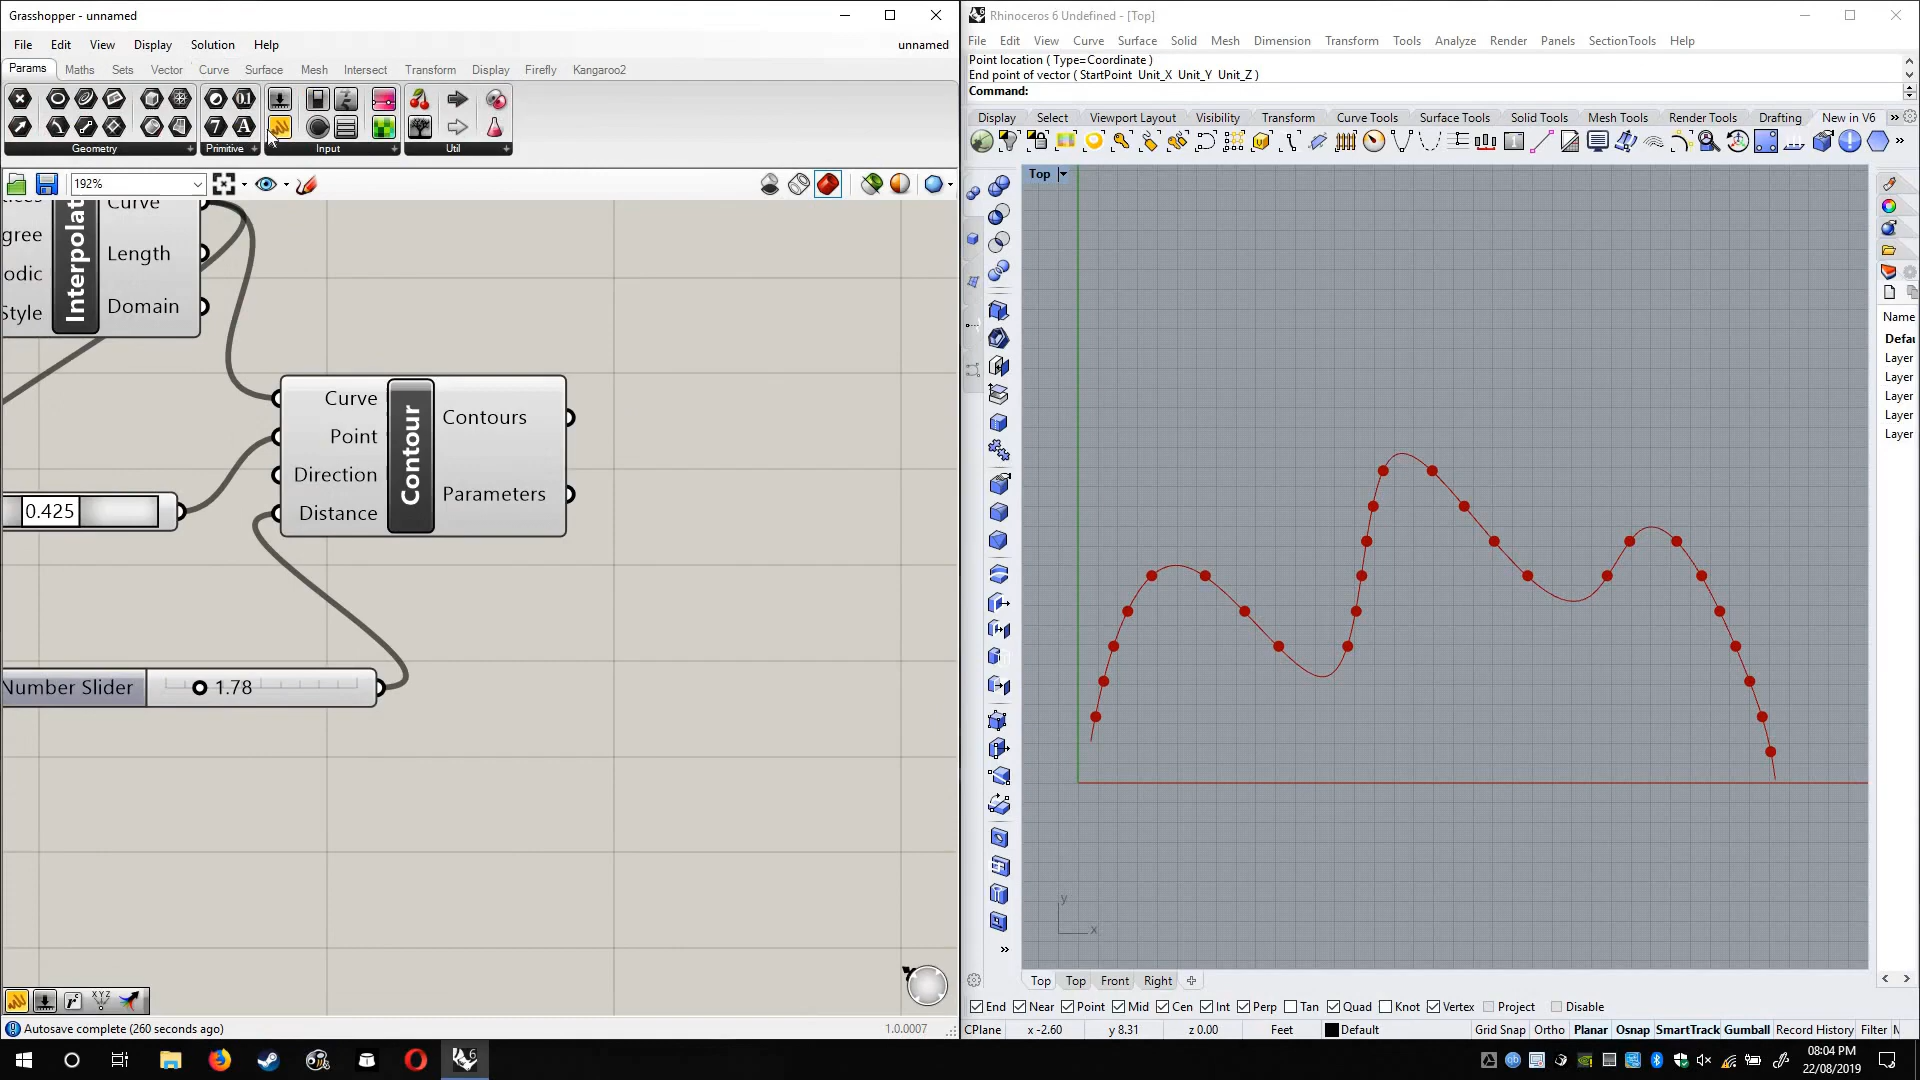 Grasshopper - unnamed
File Edit View Display Solution Help
unnamed
Params Maths Sets Vector Curve Surface Mesh Intersect Transform Display Firefly Kangaroo2
Geometry Primitive Input Util
192%
Curve
gree
Length
odic
Domain
Style
Interpolat
Curve
Point
Direction
Distance
Contour
Contours
Parameters
0.425
Number Slider
1.78
Autosave complete (260 seconds ago)
1.0.0007
Rhinoceros 6 Undefined - [Top]
File Edit View Curve Surface Solid Mesh Dimension Transform Tools Analyze Render Panels SectionTools Help
Point location ( Type=Coordinate )
End point of vector ( StartPoint Unit_X Unit_Y Unit_Z )
Command:
Display Select Viewport Layout Visibility Transform Curve Tools Surface Tools Solid Tools Mesh Tools Render Tools Drafting New in V6
Top
Name
Defau
Layer
Layer
Layer
Layer
Layer
y
x
Top Top Front Right
End Near Point Mid Cen Int Perp Tan Quad Knot Vertex Project Disable
CPlane x -2.60 y 8.31 z 0.00 Feet Default Grid Snap Ortho Planar Osnap SmartTrack Gumball Record History Filter
08:04 PM
22/08/2019